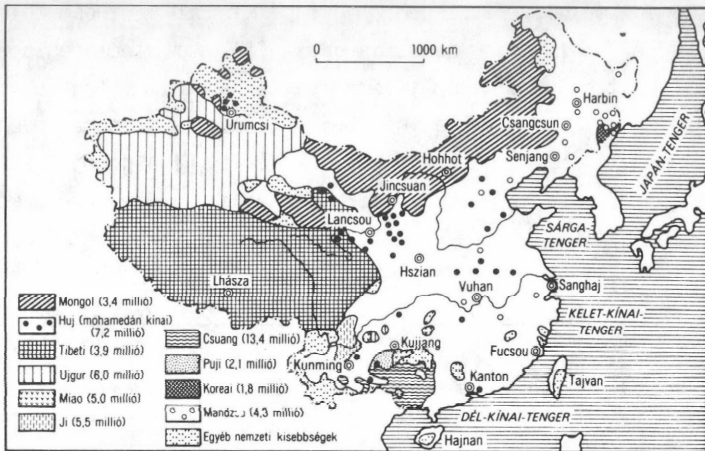 0 1000 km
Harbin
Csangcsun
Senjang
Ürumcsi
Hohhot
Jincsuan
JAPÁN-TENGER
Lancsou
SÁRGA-
TENGER
Hszian
Lhásza
Vuhan
Sanghaj
KELET-KÍNAI-
TENGER
Kujjang
Fucsou
Kunming
Kanton
Tajvan
DÉL-KÍNAI-TENGER
Hajnan
Mongol (3,4 millió)
Huj (mohamedán kínai)
(7,2 millió)
Tibeti (3,9 millió)
Ujgur (6,0 millió)
Miao (5,0 millió)
Ji (5,5 millió)
Csuang (13,4 millió)
Puji (2,1 millió)
Koreai (1,8 millió)
(4,3 millió)
Egyéb nemzeti kisebbségek